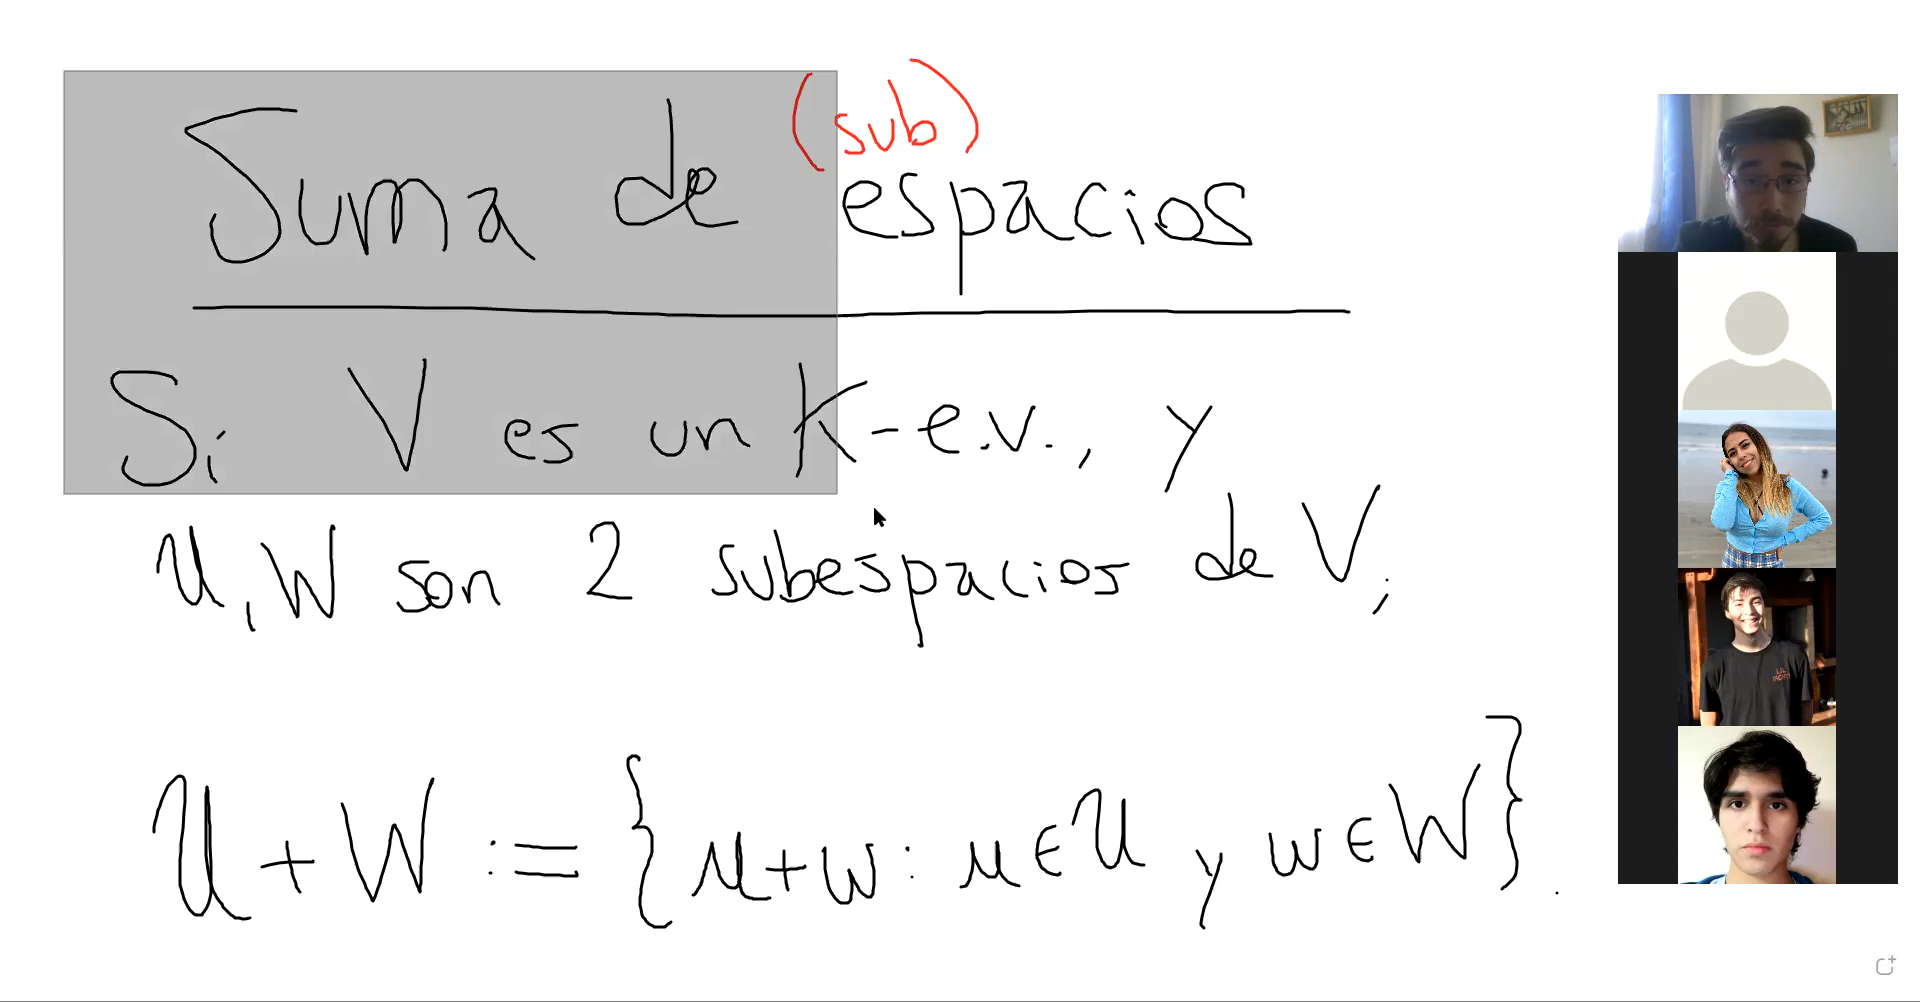 Suma de (sub)espacios
Si V es un K-e.v., y
U, W son 2 subespacios de V,
U + W := {u+w : u ∈ U y w ∈ W}.